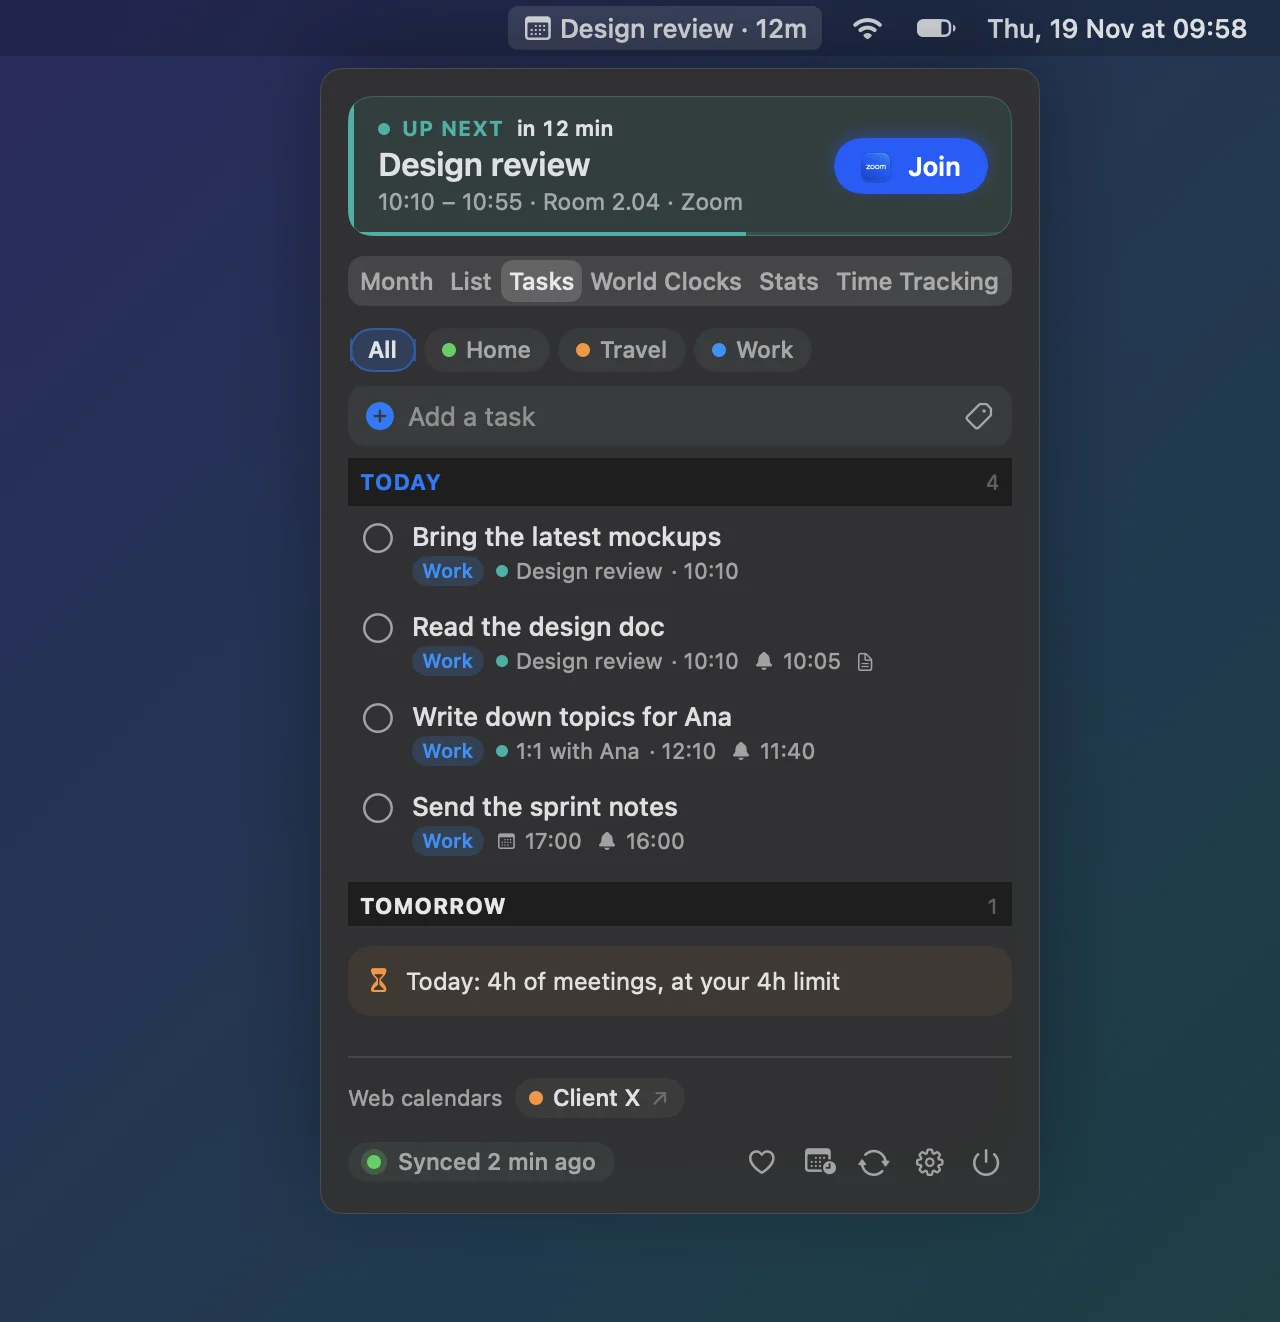 Design review · 12m
Thu, 19 Nov at 09:58
UP NEXT in 12 min
Design review
10:10 – 10:55 · Room 2.04 · Zoom
zoom Join
Month List Tasks World Clocks Stats Time Tracking
All Home Travel Work
Add a task
TODAY 4
Bring the latest mockups
Work Design review · 10:10
Read the design doc
Work Design review · 10:10 10:05
Write down topics for Ana
Work 1:1 with Ana · 12:10 11:40
Send the sprint notes
Work 17:00 16:00
TOMORROW 1
Today: 4h of meetings, at your 4h limit
Web calendars Client X
Synced 2 min ago